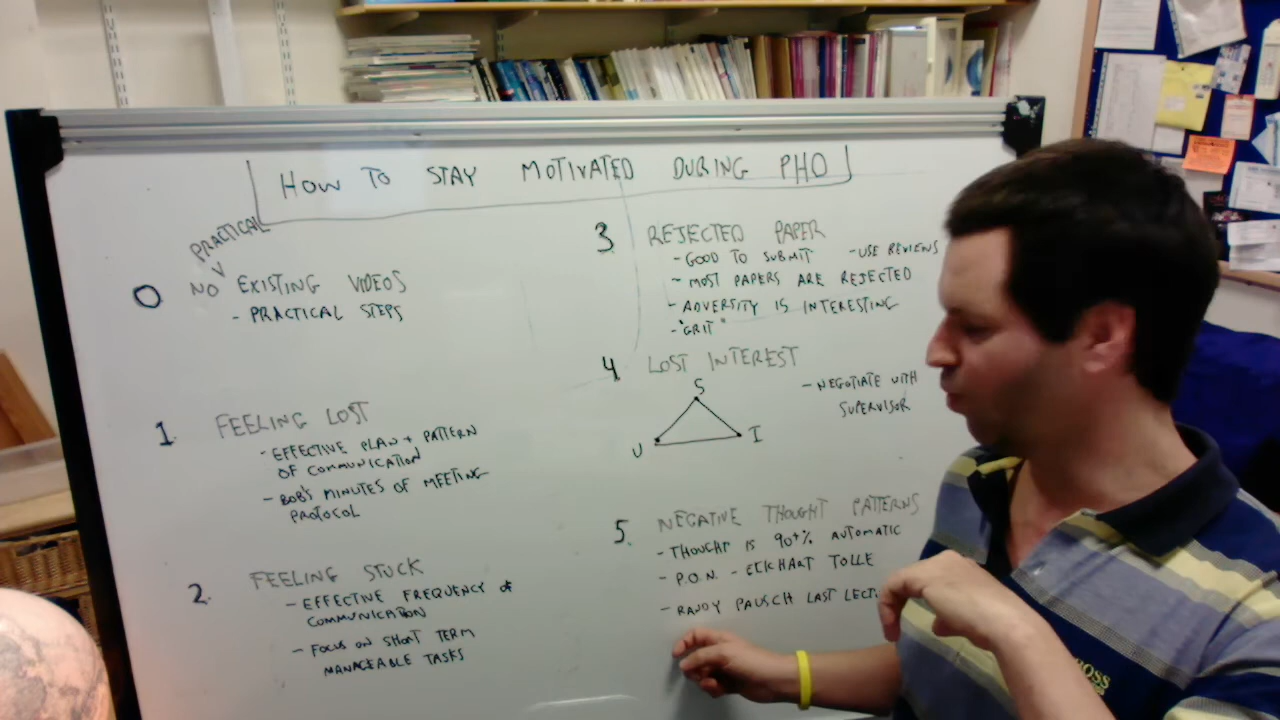 HOW TO STAY MOTIVATED DURING PHD
PRACTICAL
0 NO EXISTING VIDEOS
- PRACTICAL STEPS
1. FEELING LOST
- EFFECTIVE PLAN + PATTERN
OF COMMUNICATION
- BOB'S MINUTES OF MEETING
PROTOCOL
2. FEELING STUCK
- EFFECTIVE FREQUENCY OF
COMMUNICATION
- FOCUS ON SHORT TERM
MANAGEABLE TASKS
3 REJECTED PAPER
- GOOD TO SUBMIT - USE REVIEWS
- MOST PAPERS ARE REJECTED
- ADVERSITY IS INTERESTING
- "GRIT"
4. LOST INTEREST
S
U I
- NEGOTIATE WITH
SUPERVISOR
5. NEGATIVE THOUGHT PATTERNS
- THOUGHT IS 90+% AUTOMATIC
- P.O.N. - ECKHART TOLLE
- RANDY PAUSCH LAST LECT
BOSS